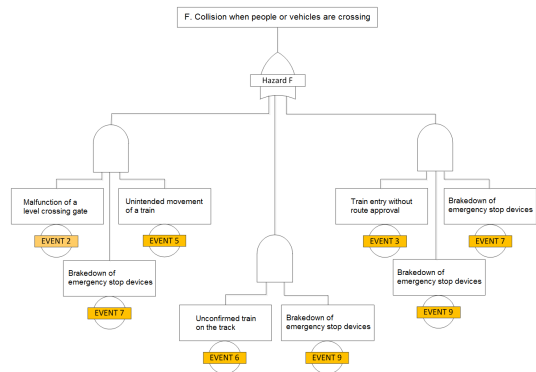 F. Collision when people or vehicles are crossing
Hazard F
Malfunction of a
level crossing gate
EVENT 2
Unintended movement
of a train
EVENT 5
Brakedown of
emergency stop devices
EVENT 7
Unconfirmed train
on the track
EVENT 6
Brakedown of
emergency stop devices
EVENT 9
Train entry without
route approval
EVENT 3
Brakedown of
emergency stop devices
EVENT 7
Brakedown of
emergency stop devices
EVENT 9